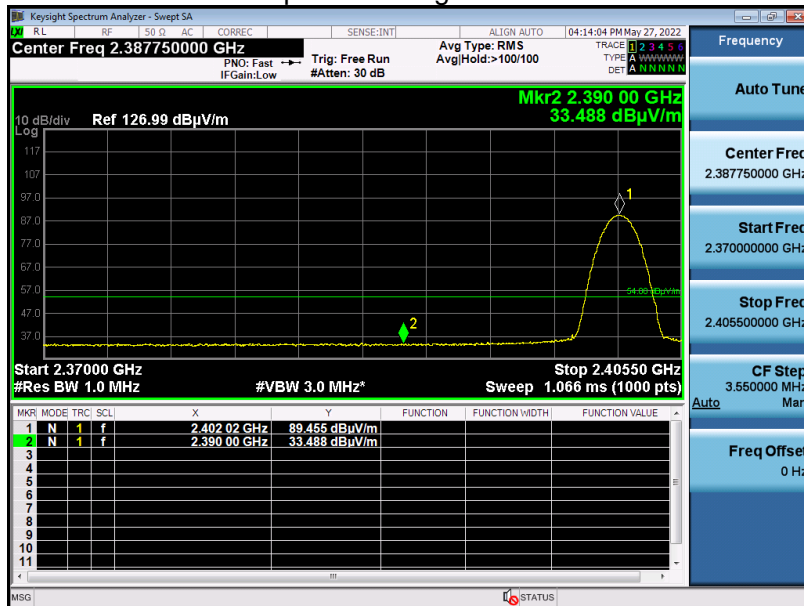 Keysight Spectrum Analyzer - Swept SA
LXI RL RF 50 Ω AC CORREC SENSE:INT ALIGN AUTO 04:14:04 PM May 27, 2022
Center Freq 2.387750000 GHz
PNO: Fast
IFGain:Low
Trig: Free Run
#Atten: 30 dB
Avg Type: RMS
Avg|Hold:>100/100
TRACE 1 2 3 4 5 6
TYPE A WWWWW
DET A N N N N N
Mkr2 2.390 00 GHz
33.488 dBµV/m
10 dB/div Ref 126.99 dBµV/m
Log
117
107
97.0
87.0
77.0
67.0
57.0
47.0
37.0
1
2
54.00 dBµV/m
Start 2.37000 GHz Stop 2.40550 GHz
#Res BW 1.0 MHz #VBW 3.0 MHz* Sweep 1.066 ms (1000 pts)
MKR MODE TRC SCL X Y FUNCTION FUNCTION WIDTH FUNCTION VALUE
1 N 1 f 2.402 02 GHz 89.455 dBµV/m
2 N 1 f 2.390 00 GHz 33.488 dBµV/m
3
4
5
6
7
8
9
10
11
MSG STATUS
Frequency
Auto Tune
Center Freq
2.387750000 GHz
Start Freq
2.370000000 GHz
Stop Freq
2.405500000 GHz
CF Step
3.550000 MHz
Auto Man
Freq Offset
0 Hz